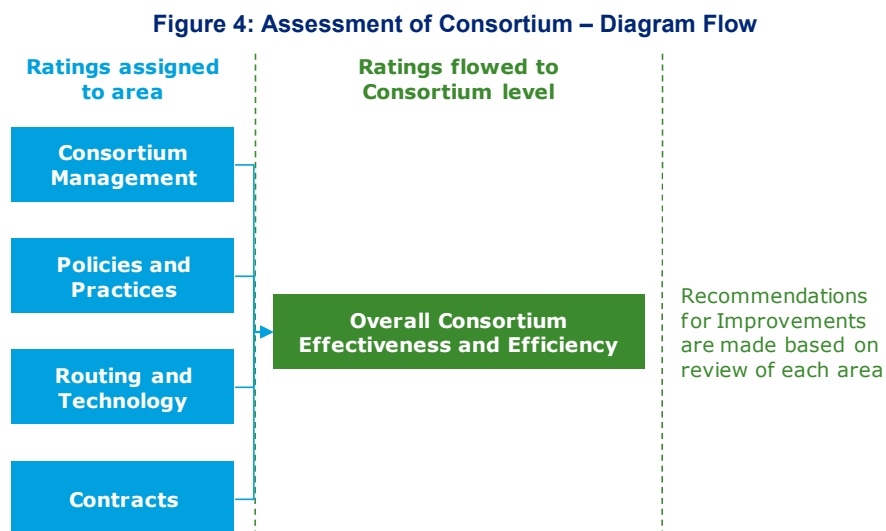 Figure 4: Assessment of Consortium – Diagram Flow
Ratings assigned
to area
Ratings flowed to
Consortium level
Consortium
Management
Policies and
Practices
Routing and
Technology
Contracts
Overall Consortium
Effectiveness and Efficiency
Recommendations
for Improvements
are made based on
review of each area